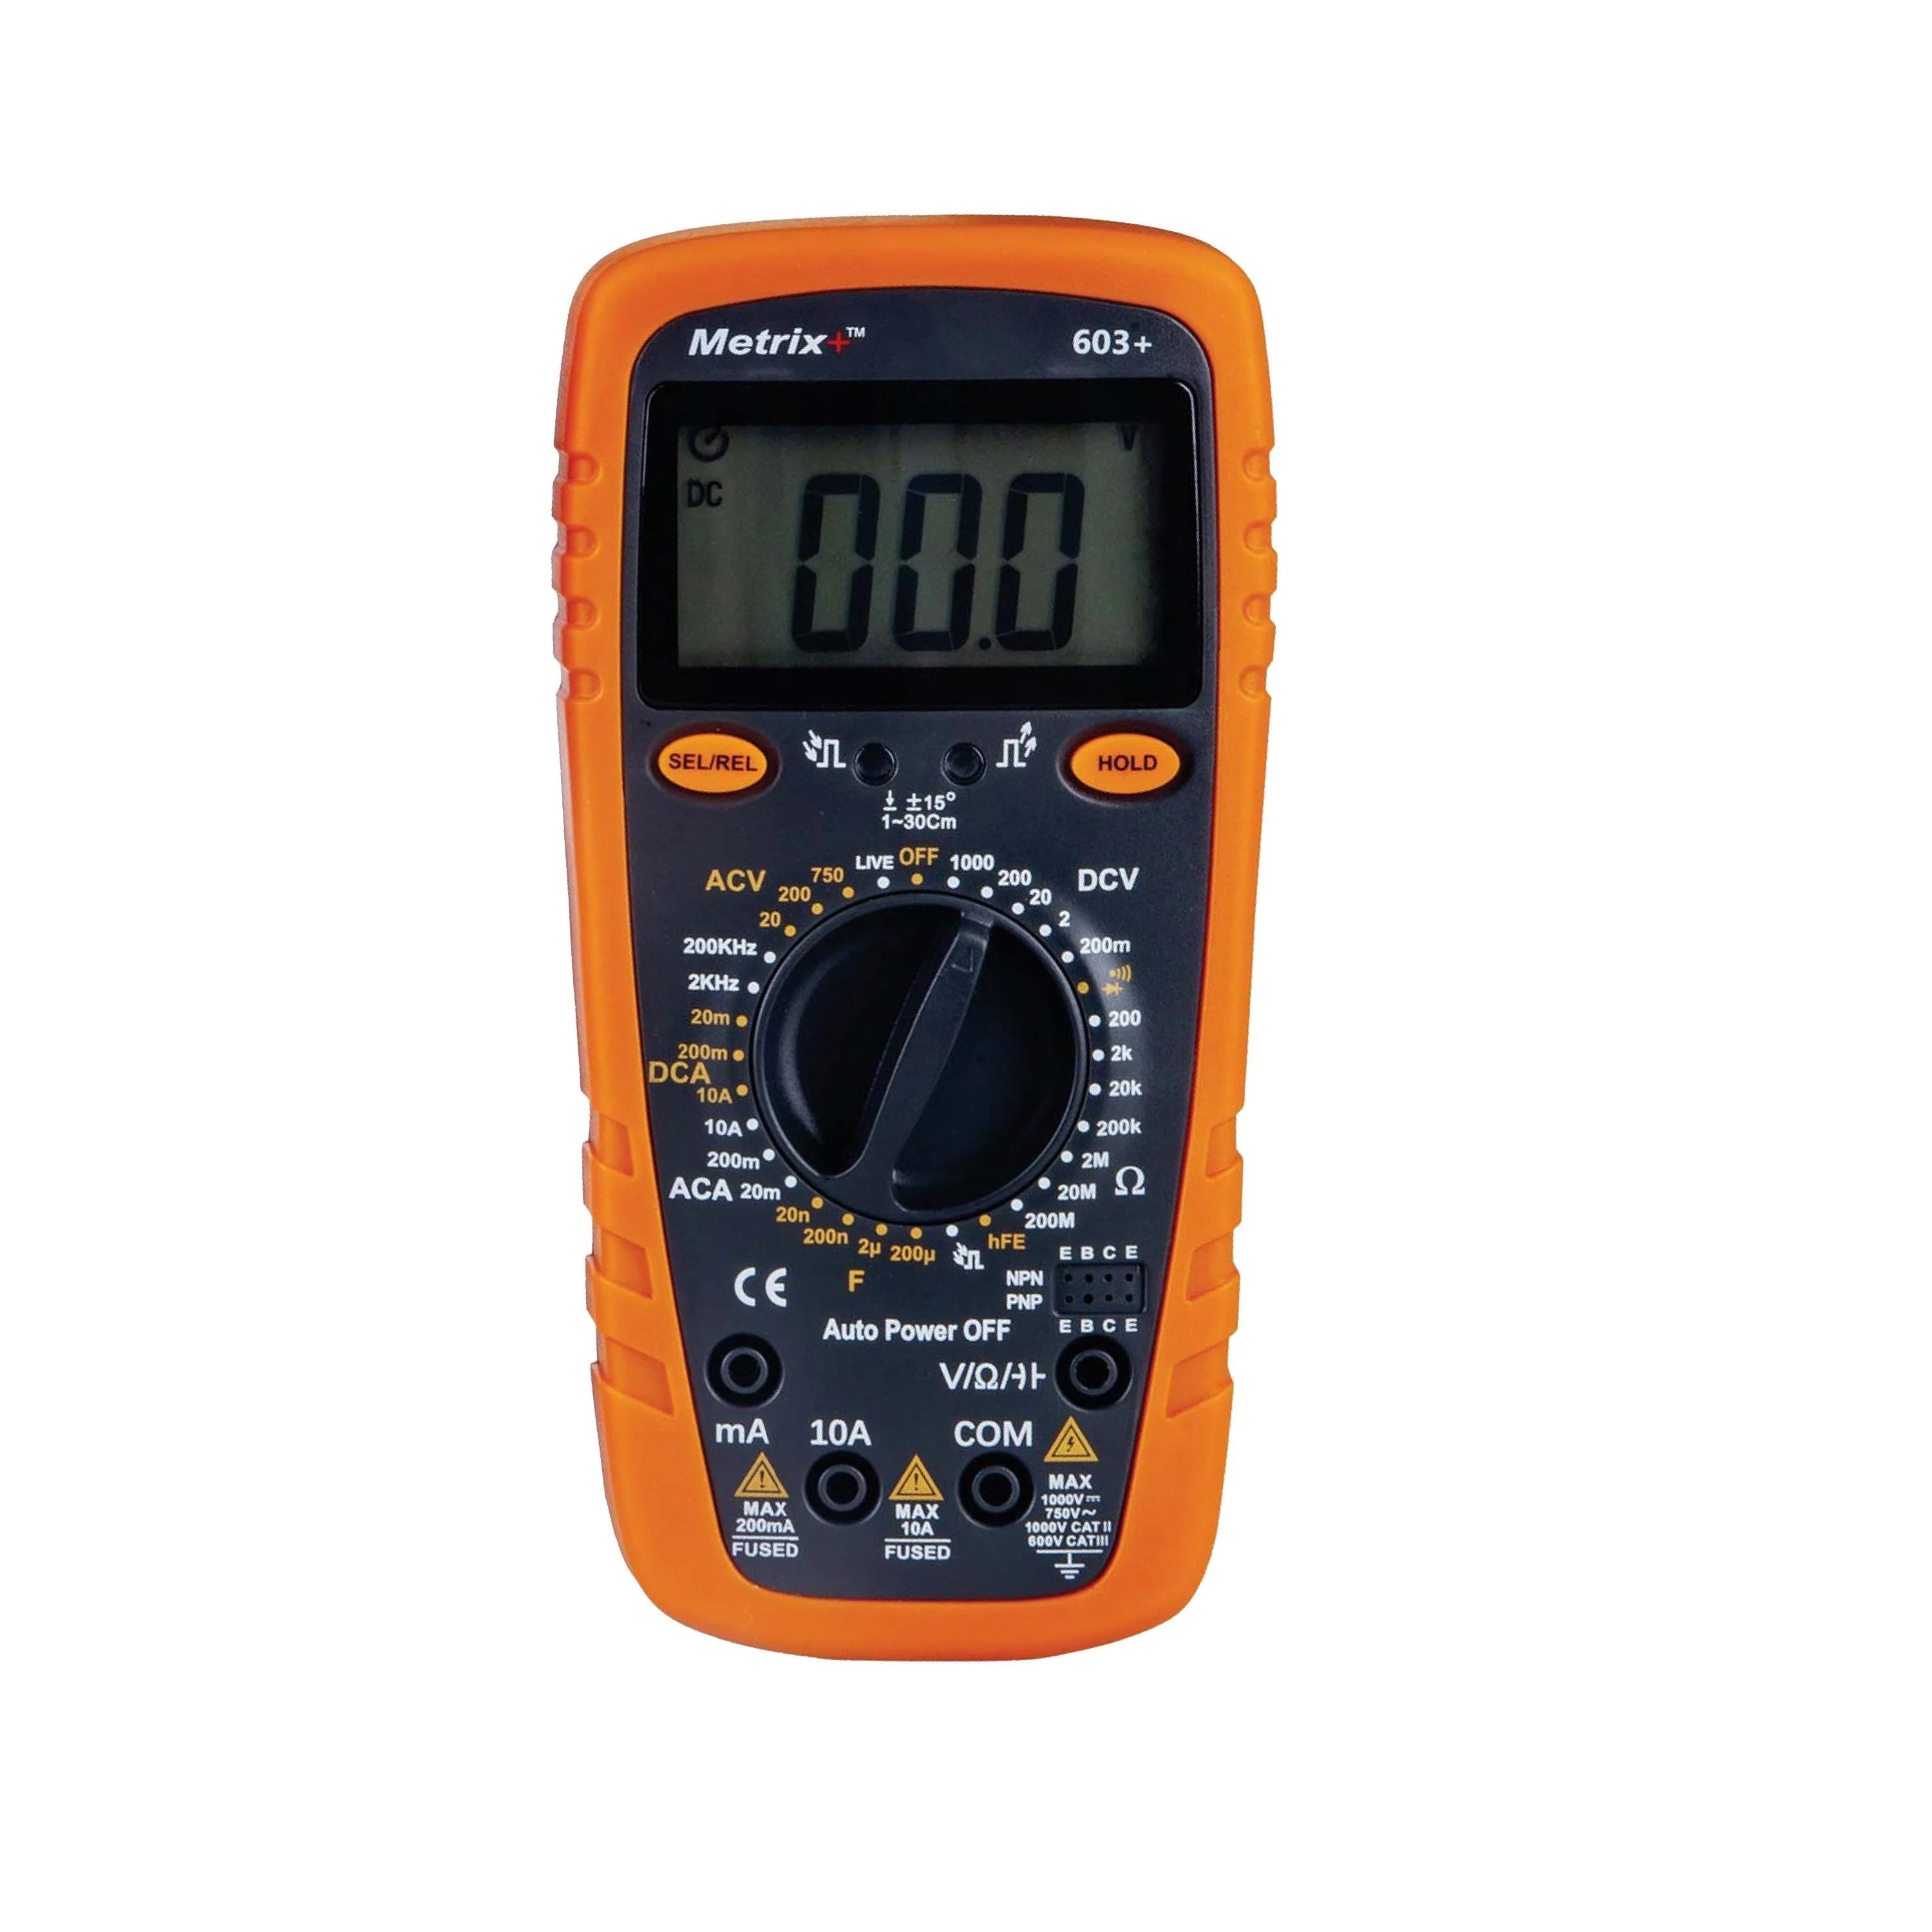 Metrix+™ 603+
DC V
00.0
SEL/REL HOLD
±15°
1~30Cm
LIVE OFF 1000
ACV 750 200 DCV
200 20
20 2
200KHz 200m
2KHz
20m 200
200m 2k
DCA
10A 20k
10A 200k
200m 2M
ACA 20m 20M Ω
20n 200M
200n 2µ 200µ hFE
E B C E
F NPN
PNP
CE
Auto Power OFF E B C E
V/Ω/
mA 10A COM
MAX
200mA
FUSED
MAX
10A
FUSED
MAX
1000V⎓
750V~
1000V CAT II
600V CATIII